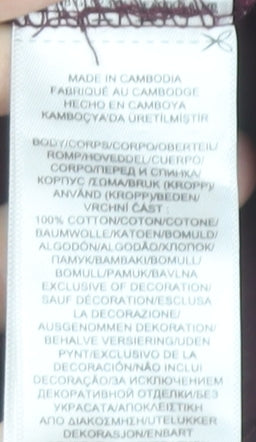 MADE IN CAMBODIA
FABRIQUÉ AU CAMBODGE
HECHO EN CAMBOYA
KAMBOÇYA'DA ÜRETİLMİŞTİR
BODY/CORPS/CORPO/OBERTEIL/
ROMP/HOVEDDEL/CUERPO/
CORPO/ПЕРЕД И СПИНКА/
КОРПУС /ΣΩΜΑ/BRUK (KROPP)/
ANVÄND (KROPP)/BEDEN/
VRCHNÍ ČÁST :
100% COTTON/COTON/COTONE/
BAUMWOLLE/KATOEN/BOMULD/
ALGODÓN/ALGODÃO/ХЛОПОК/
ПАМУК/ΒΑΜΒΑΚΙ/BOMULL/
BOMULL/PAMUK/BAVLNA
EXCLUSIVE OF DECORATION/
SAUF DÉCORATION/ESCLUSA
LA DECORAZIONE/
AUSGENOMMEN DEKORATION/
BEHALVE VERSIERING/UDEN
PYNT/EXCLUSIVO DE LA
DECORACIÓN/NÃO INCLUI
DECORAÇÃO/ЗА ИСКЛЮЧЕНИЕМ
ДЕКОРАТИВНОЙ ОТДЕЛКИ/БЕЗ
УКРАСАТА/ΑΠΟΚΛΕΙΣΤΙΚΗ
ΑΠΟ ΔΙΑΚΟΣΜΗΣΗ/UTELUKKER
DEKORASJON/ENBART